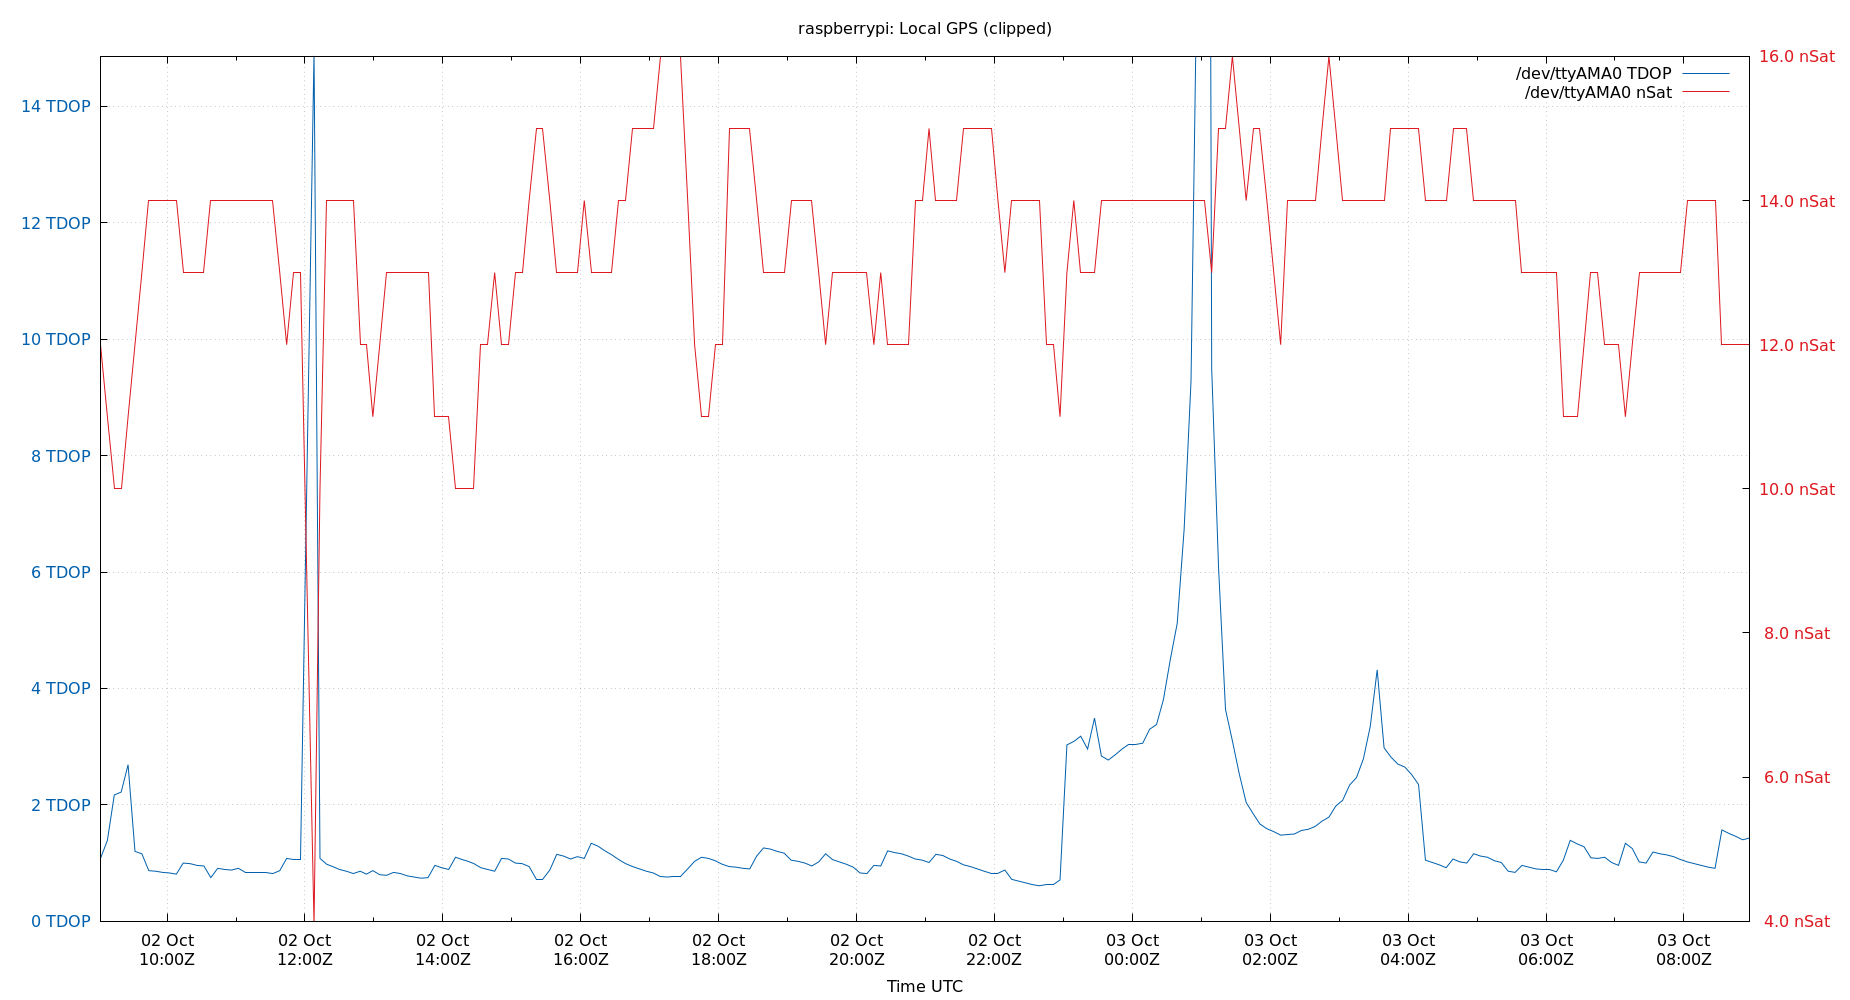 raspberrypi: Local GPS (clipped)
/dev/ttyAMA0 TDOP
/dev/ttyAMA0 nSat
14 TDOP
12 TDOP
10 TDOP
8 TDOP
6 TDOP
4 TDOP
2 TDOP
0 TDOP
16.0 nSat
14.0 nSat
12.0 nSat
10.0 nSat
8.0 nSat
6.0 nSat
4.0 nSat
02 Oct
10:00Z
02 Oct
12:00Z
02 Oct
14:00Z
02 Oct
16:00Z
02 Oct
18:00Z
02 Oct
20:00Z
02 Oct
22:00Z
03 Oct
00:00Z
03 Oct
02:00Z
03 Oct
04:00Z
03 Oct
06:00Z
03 Oct
08:00Z
Time UTC